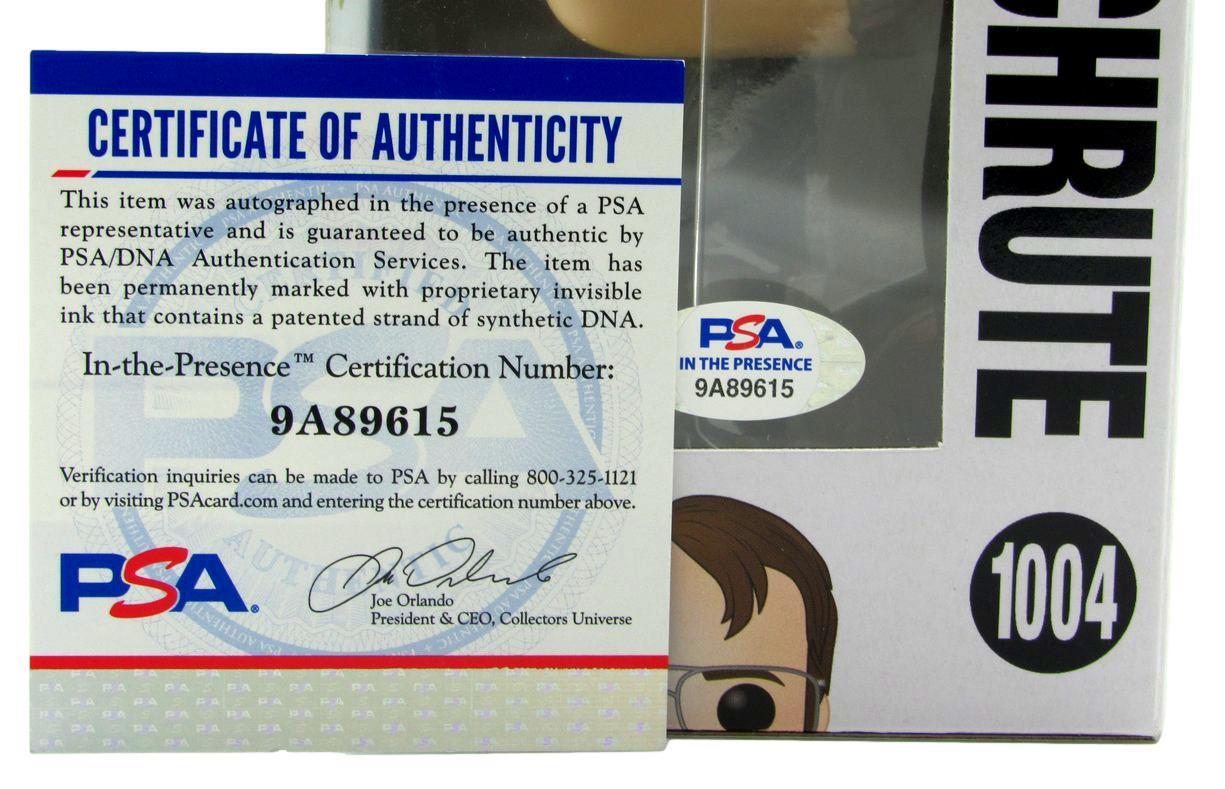 CERTIFICATE OF AUTHENTICITY
This item was autographed in the presence of a PSA
representative and is guaranteed to be authentic by
PSA/DNA Authentication Services. The item has
been permanently marked with proprietary invisible
ink that contains a patented strand of synthetic DNA.
In-the-Presence™ Certification Number:
9A89615
Verification inquiries can be made to PSA by calling 800-325-1121
or by visiting PSAcard.com and entering the certification number above.
PSA®
Joe Orlando
President & CEO, Collectors Universe
PSA®
IN THE PRESENCE
9A89615
CHRUTE
1004